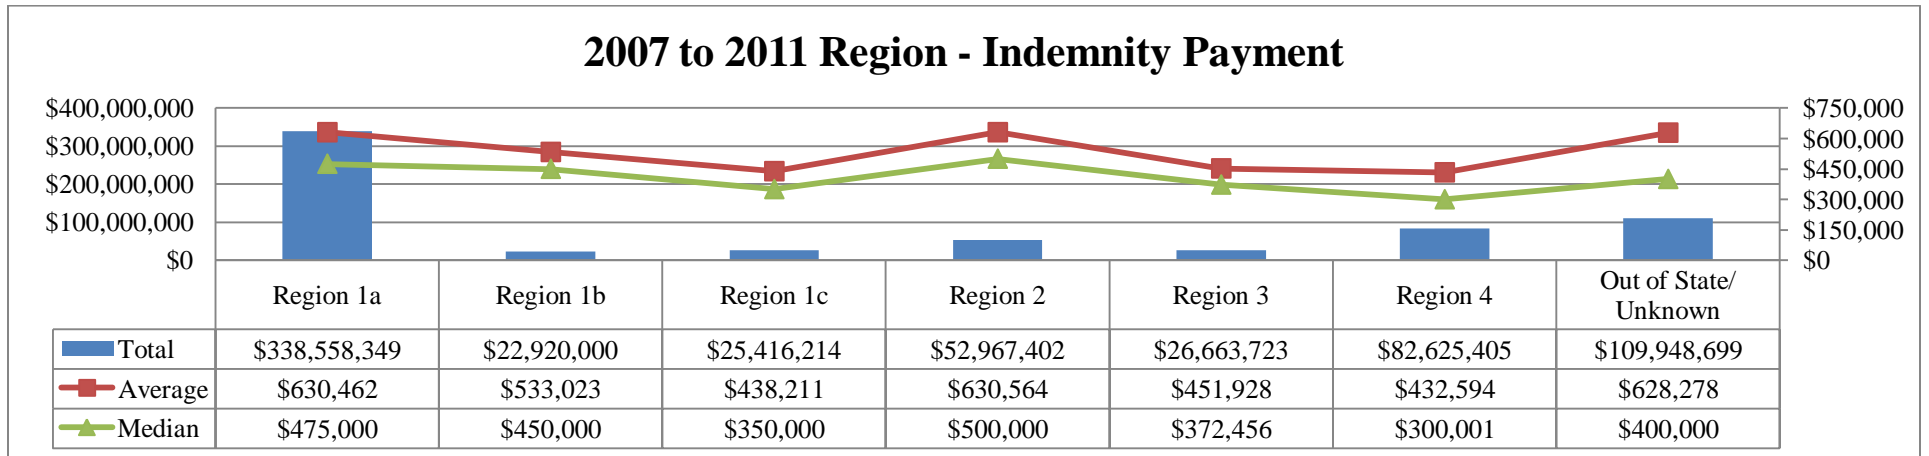 2007 to 2011 Region - Indemnity Payment
$400,000,000
$300,000,000
$200,000,000
$100,000,000
$0
$750,000
$600,000
$450,000
$300,000
$150,000
$0
Region 1a Region 1b Region 1c Region 2 Region 3 Region 4 Out of State/
Unknown
Total $338,558,349 $22,920,000 $25,416,214 $52,967,402 $26,663,723 $82,625,405 $109,948,699
Average $630,462 $533,023 $438,211 $630,564 $451,928 $432,594 $628,278
Median $475,000 $450,000 $350,000 $500,000 $372,456 $300,001 $400,000